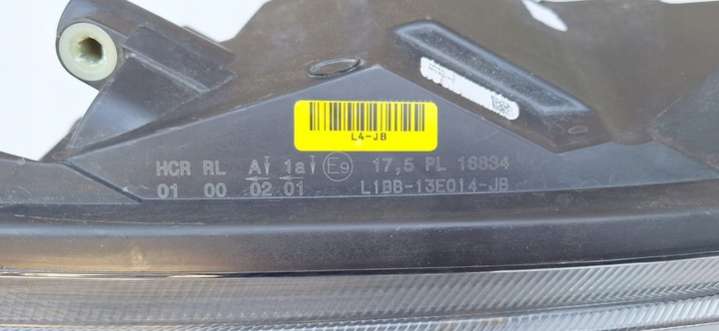 L4-JB
HCR RL A 1a E9 17,5 PL 16834
01 00 02 01 L1BB-13E014-JB